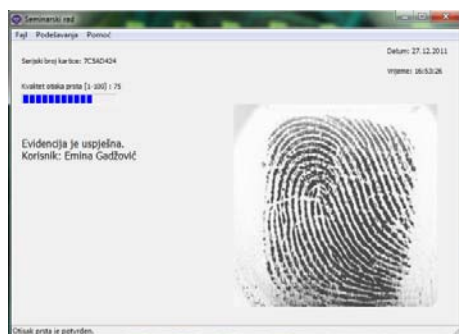 Seminarski rad
Fajl Podešavanja Pomoć
Datum: 27.12.2011
Serijski broj kartice: 7C5AD424
Vrijeme: 16:53:26
Kvalitet otiska prsta [1-100] : 75
Evidencija je uspješna.
Korisnik: Emina Gadžović
Otisak prsta je potvrđen.